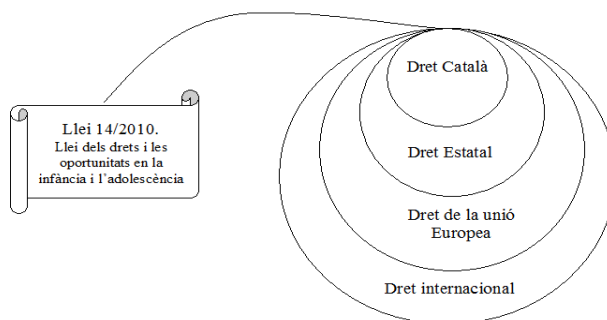 Llei 14/2010.
Llei dels drets i les
oportunitats en la
infància i l'adolescència
Dret Català
Dret Estatal
Dret de la unió
Europea
Dret internacional